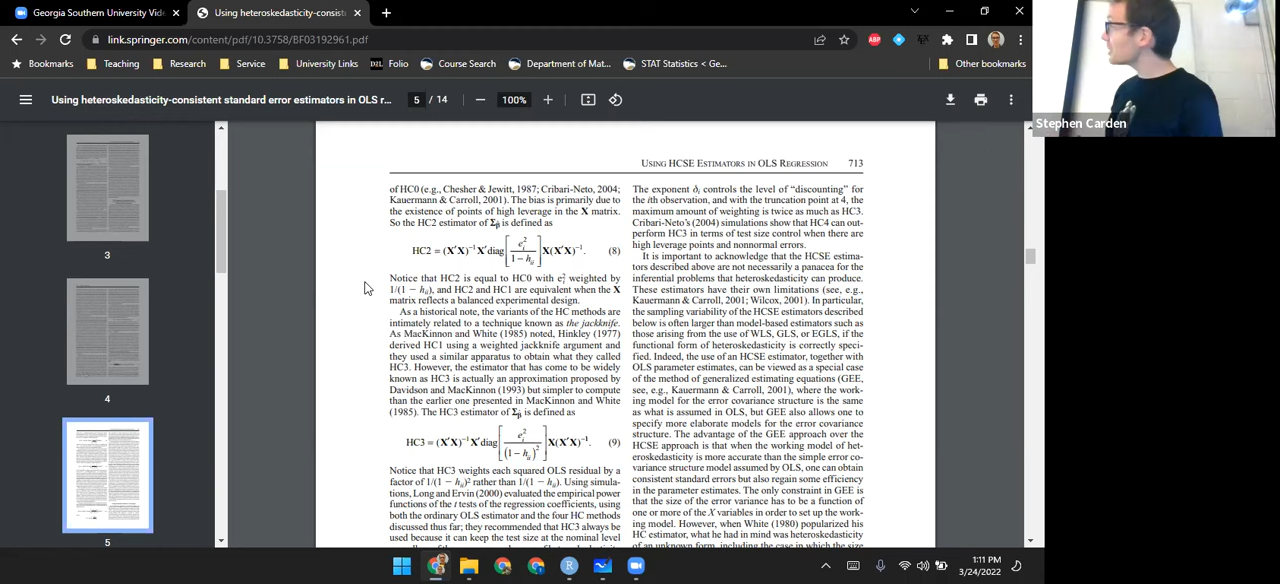 Georgia Southern University Vide
Using heteroskedasticity-consist
link.springer.com/content/pdf/10.3758/BF03192961.pdf
ABP
Bookmarks
Teaching
Research
Service
University Links
D2L
Folio
Course Search
Department of Mat...
STAT Statistics < Ge...
Other bookmarks
Stephen Carden
Using heteroskedasticity-consistent standard error estimators in OLS r...
5 / 14
100%
3
4
5
USING HCSE ESTIMATORS IN OLS REGRESSION 713
of HC0 (e.g., Chesher & Jewitt, 1987; Cribari-Neto, 2004;
Kauermann & Carroll, 2001). The bias is primarily due to
the existence of points of high leverage in the X matrix.
So the HC2 estimator of Σβ̂ is defined as
HC2 = (X′X)⁻¹X′diag[eᵢ²/(1 − hᵢᵢ)]X(X′X)⁻¹. (8)
Notice that HC2 is equal to HC0 with eᵢ² weighted by
1/(1 − hᵢᵢ), and HC2 and HC1 are equivalent when the X
matrix reflects a balanced experimental design.
As a historical note, the variants of the HC methods are
intimately related to a technique known as the jackknife.
As MacKinnon and White (1985) noted, Hinkley (1977)
derived HC1 using a weighted jackknife argument and
they used a similar apparatus to obtain what they called
HC3. However, the estimator that has come to be widely
known as HC3 is actually an approximation proposed by
Davidson and MacKinnon (1993) but simpler to compute
than the earlier one presented in MacKinnon and White
(1985). The HC3 estimator of Σβ̂ is defined as
HC3 = (X′X)⁻¹X′diag[eᵢ²/(1 − hᵢᵢ)²]X(X′X)⁻¹. (9)
Notice that HC3 weights each squared OLS residual by a
factor of 1/(1 − hᵢᵢ)² rather than 1/(1 − hᵢᵢ). Using simula-
tions, Long and Ervin (2000) evaluated the empirical power
functions of the t tests of the regression coefficients, using
both the ordinary OLS estimator and the four HC methods
discussed thus far; they recommended that HC3 always be
used because it can keep the test size at the nominal level
The exponent δᵢ controls the level of “discounting” for
the ith observation, and with the truncation point at 4, the
maximum amount of weighting is twice as much as HC3.
Cribari-Neto's (2004) simulations show that HC4 can out-
perform HC3 in terms of test size control when there are
high leverage points and nonnormal errors.
It is important to acknowledge that the HCSE estima-
tors described above are not necessarily a panacea for the
inferential problems that heteroskedasticity can produce.
These estimators have their own limitations (see, e.g.,
Kauermann & Carroll, 2001; Wilcox, 2001). In particular,
the sampling variability of the HCSE estimators described
below is often larger than model-based estimators such as
those arising from the use of WLS, GLS, or EGLS, if the
functional form of heteroskedasticity is correctly speci-
fied. Indeed, the use of an HCSE estimator, together with
OLS parameter estimates, can be viewed as a special case
of the method of generalized estimating equations (GEE,
see, e.g., Kauermann & Carroll, 2001), where the work-
ing model for the error covariance structure is the same
as what is assumed in OLS, but GEE also allows one to
specify more elaborate models for the error covariance
structure. The advantage of the GEE approach over the
HCSE approach is that when the working model of het-
eroskedasticity is more accurate than the simple error co-
variance structure model assumed by OLS, one can obtain
consistent standard errors but also regain some efficiency
in the parameter estimates. The only constraint in GEE is
that the size of the error variance has to be a function of
one or more of the X variables in order to set up the work-
ing model. However, when White (1980) popularized his
HC estimator, what he had in mind was heteroskedasticity
of an unknown form, including the case in which the size
1:11 PM
3/24/2022